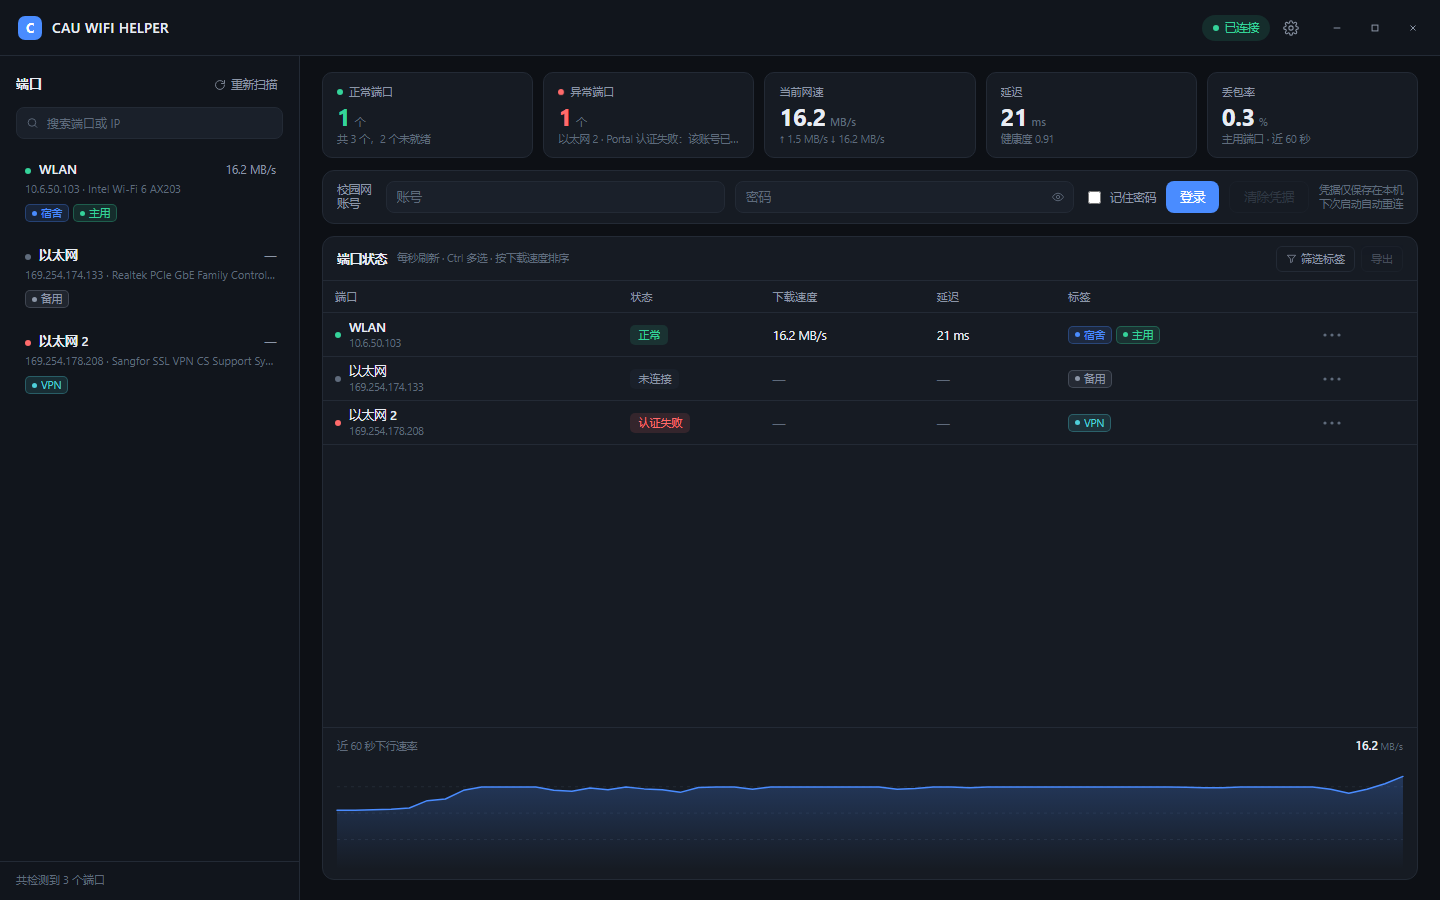 C CAU WIFI HELPER
已连接
端口
重新扫描
搜索端口或 IP
WLAN 16.2 MB/s
10.6.50.103 · Intel Wi-Fi 6 AX203
宿舍 主用
以太网 —
169.254.174.133 · Realtek PCIe GbE Family Control...
备用
以太网 2 —
169.254.178.208 · Sangfor SSL VPN CS Support Sy...
VPN
共检测到 3 个端口
正常端口
1 个
共 3 个，2 个未就绪
异常端口
1 个
以太网 2 · Portal 认证失败：该账号已...
当前网速
16.2 MB/s
↑ 1.5 MB/s ↓ 16.2 MB/s
延迟
21 ms
健康度 0.91
丢包率
0.3 %
主用端口 · 近 60 秒
校园网
账号
账号
密码
记住密码
登录
清除凭据
凭据仅保存在本机
下次启动自动重连
端口状态 每秒刷新 · Ctrl 多选 · 按下载速度排序
筛选标签 导出
端口 状态 下载速度 延迟 标签
WLAN 正常 16.2 MB/s 21 ms 宿舍 主用
10.6.50.103
以太网 未连接 — — 备用
169.254.174.133
以太网 2 认证失败 — — VPN
169.254.178.208
近 60 秒下行速率 16.2 MB/s